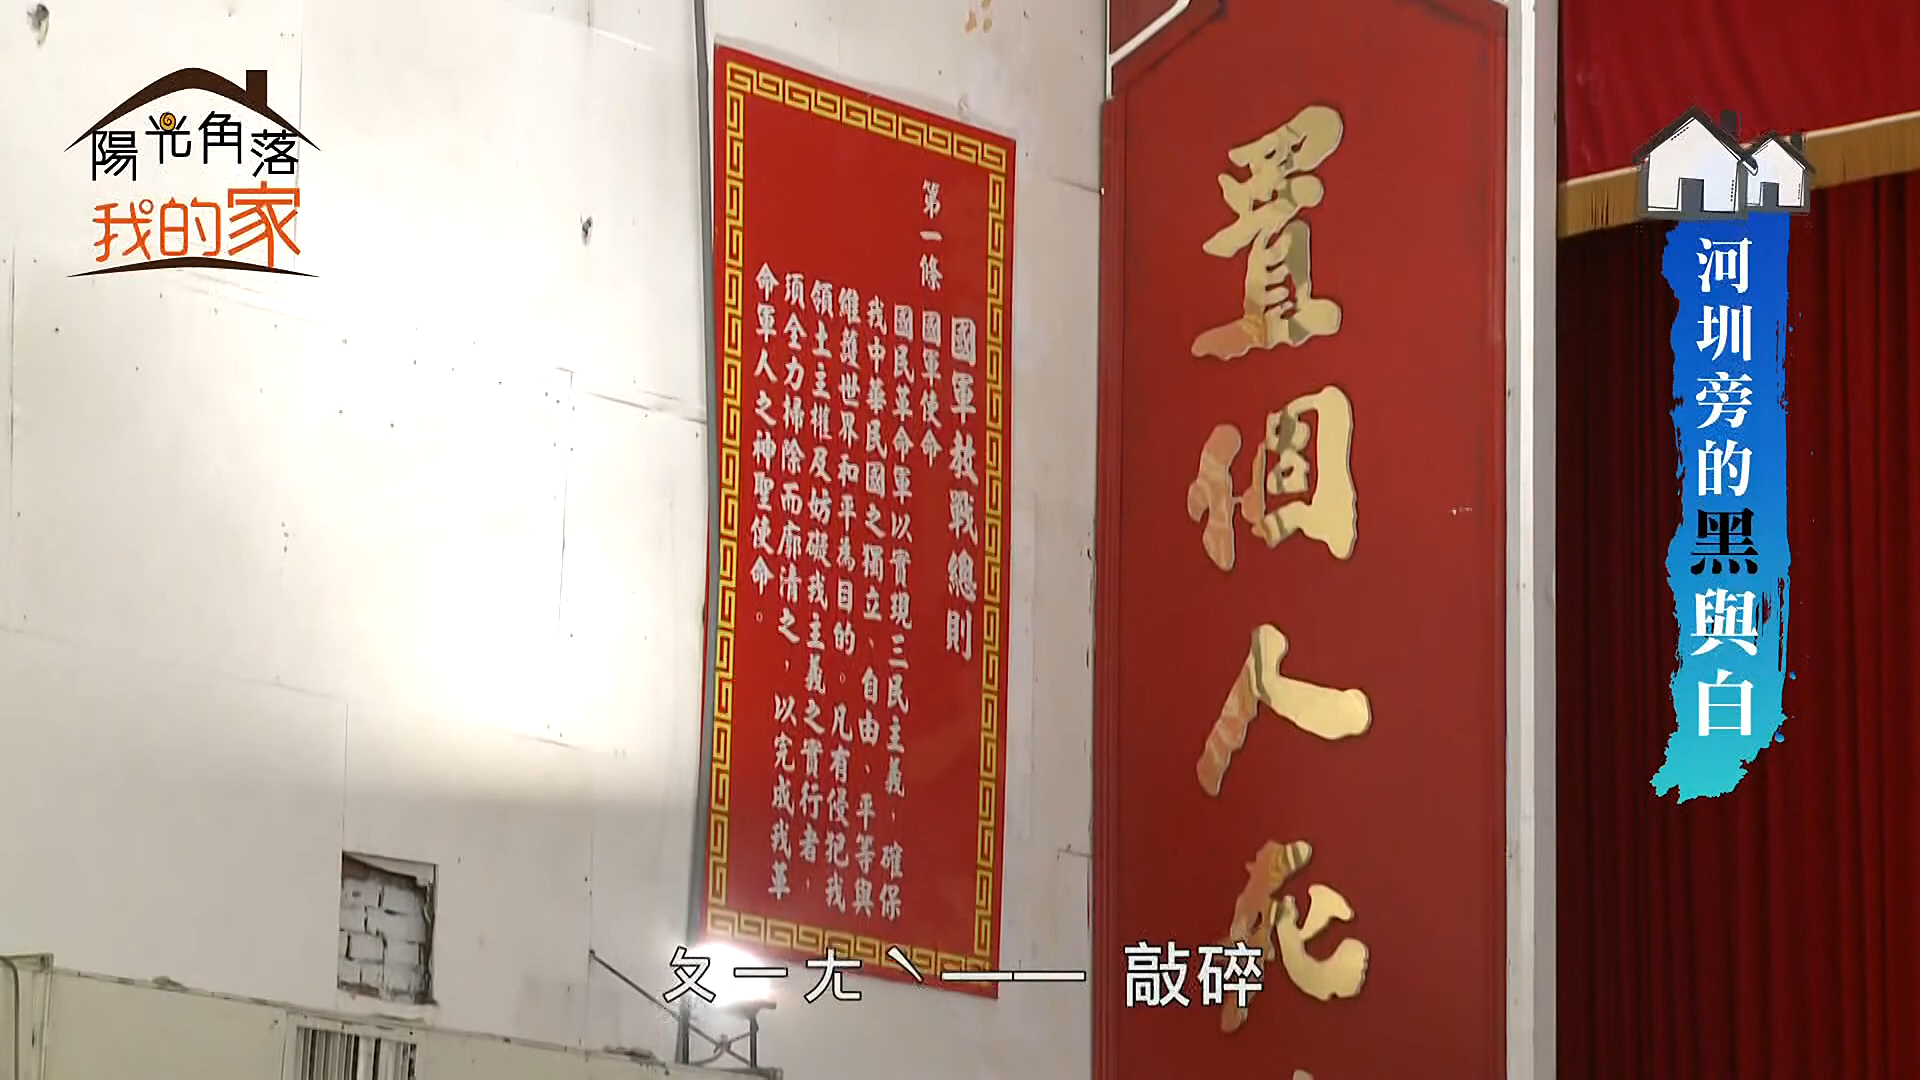 陽光角落
我的家
河圳旁的黑與白
置個人死
國軍教戰總則
第一條 國軍使命
國民革命軍以實現三民主義，確保
我中華民國之獨立、自由、平等與
維護世界和平為目的。凡有侵犯我
領土主權及妨礙我主義之實行者，
須全力掃除而廓清之，以完成我革
命軍人之神聖使命。
ㄆㄧㄤˋ—— 敲碎